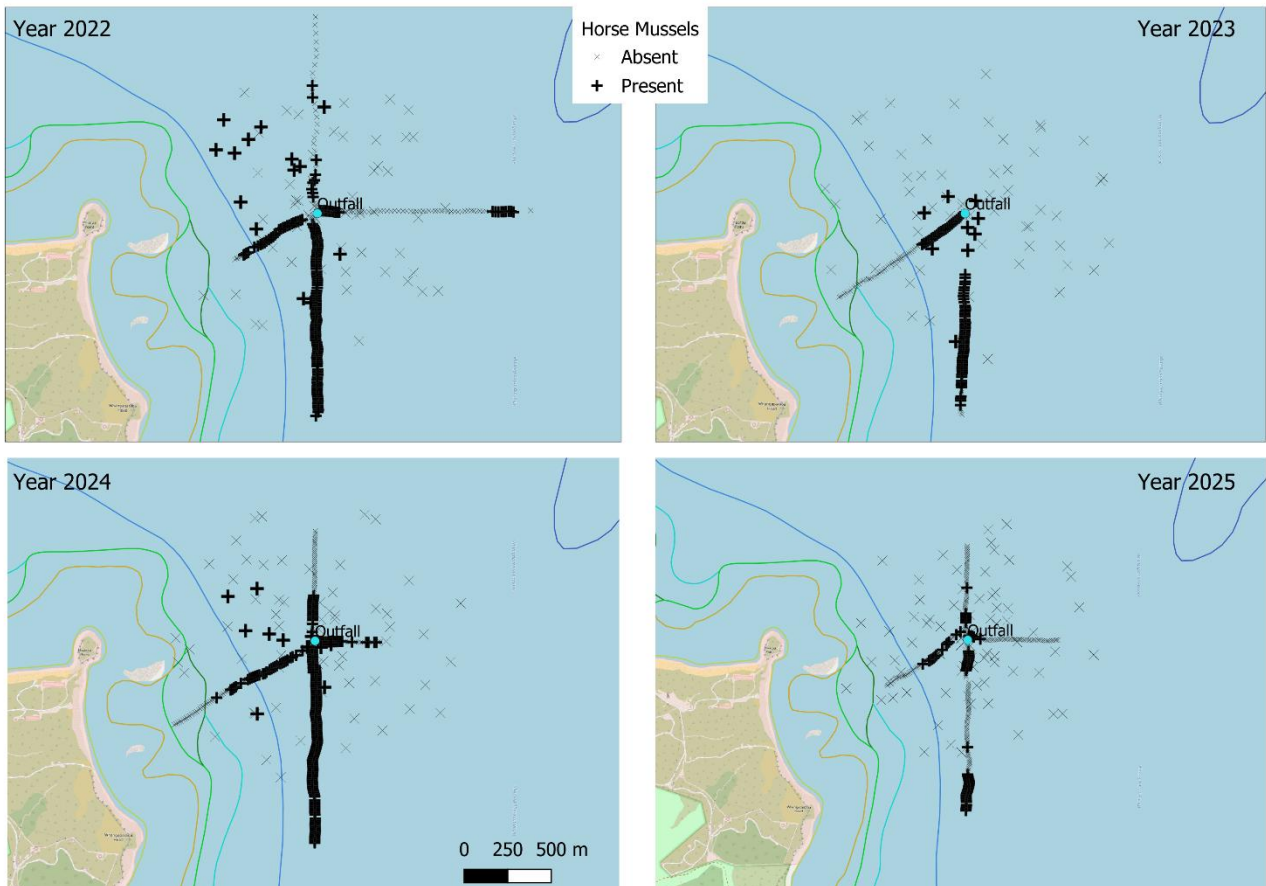 Year 2022
Horse Mussels
Absent
Present
Year 2023
Outfall
Outfall
Year 2024
Year 2025
Outfall
Outfall
0 250 500 m